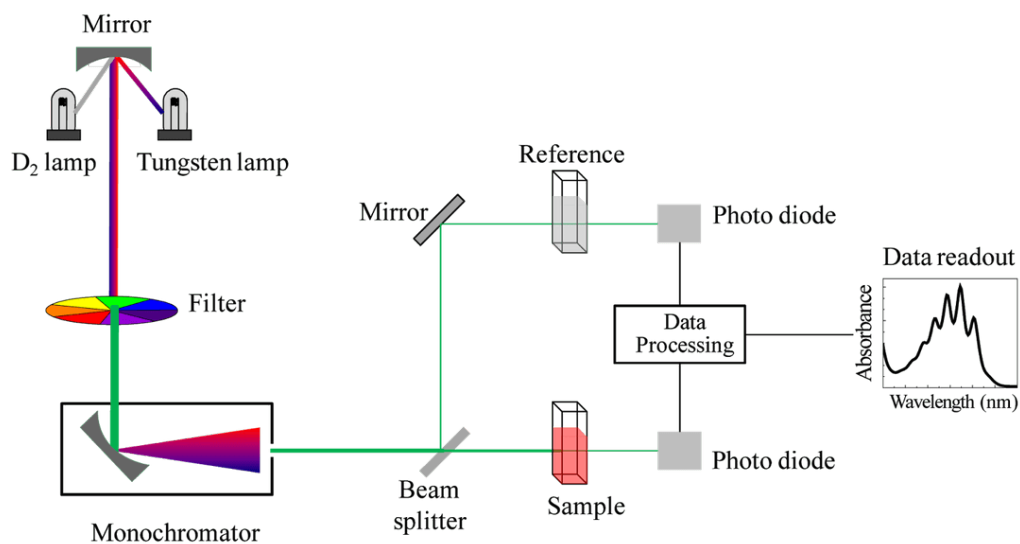 Mirror
D₂ lamp
Tungsten lamp
Reference
Mirror
Photo diode
Filter
Data readout
Data
Processing
Absorbance
Wavelength (nm)
Beam
splitter
Sample
Photo diode
Monochromator